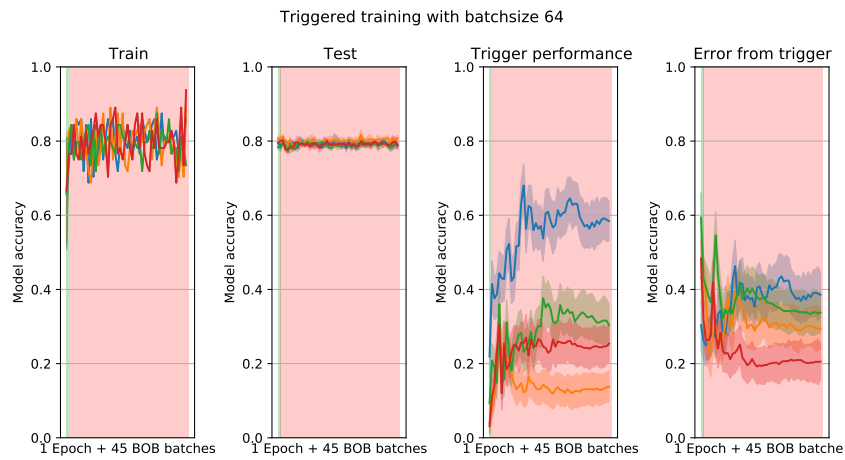 Triggered training with batchsize 64
Train
Test
Trigger performance
Error from trigger
1.0
0.8
0.6
0.4
0.2
0.0
Model accuracy
1 Epoch + 45 BOB batches
1.0
0.8
0.6
0.4
0.2
0.0
Model accuracy
1 Epoch + 45 BOB batches
1.0
0.8
0.6
0.4
0.2
0.0
Model accuracy
1 Epoch + 45 BOB batches
1.0
0.8
0.6
0.4
0.2
0.0
Model accuracy
1 Epoch + 45 BOB batche